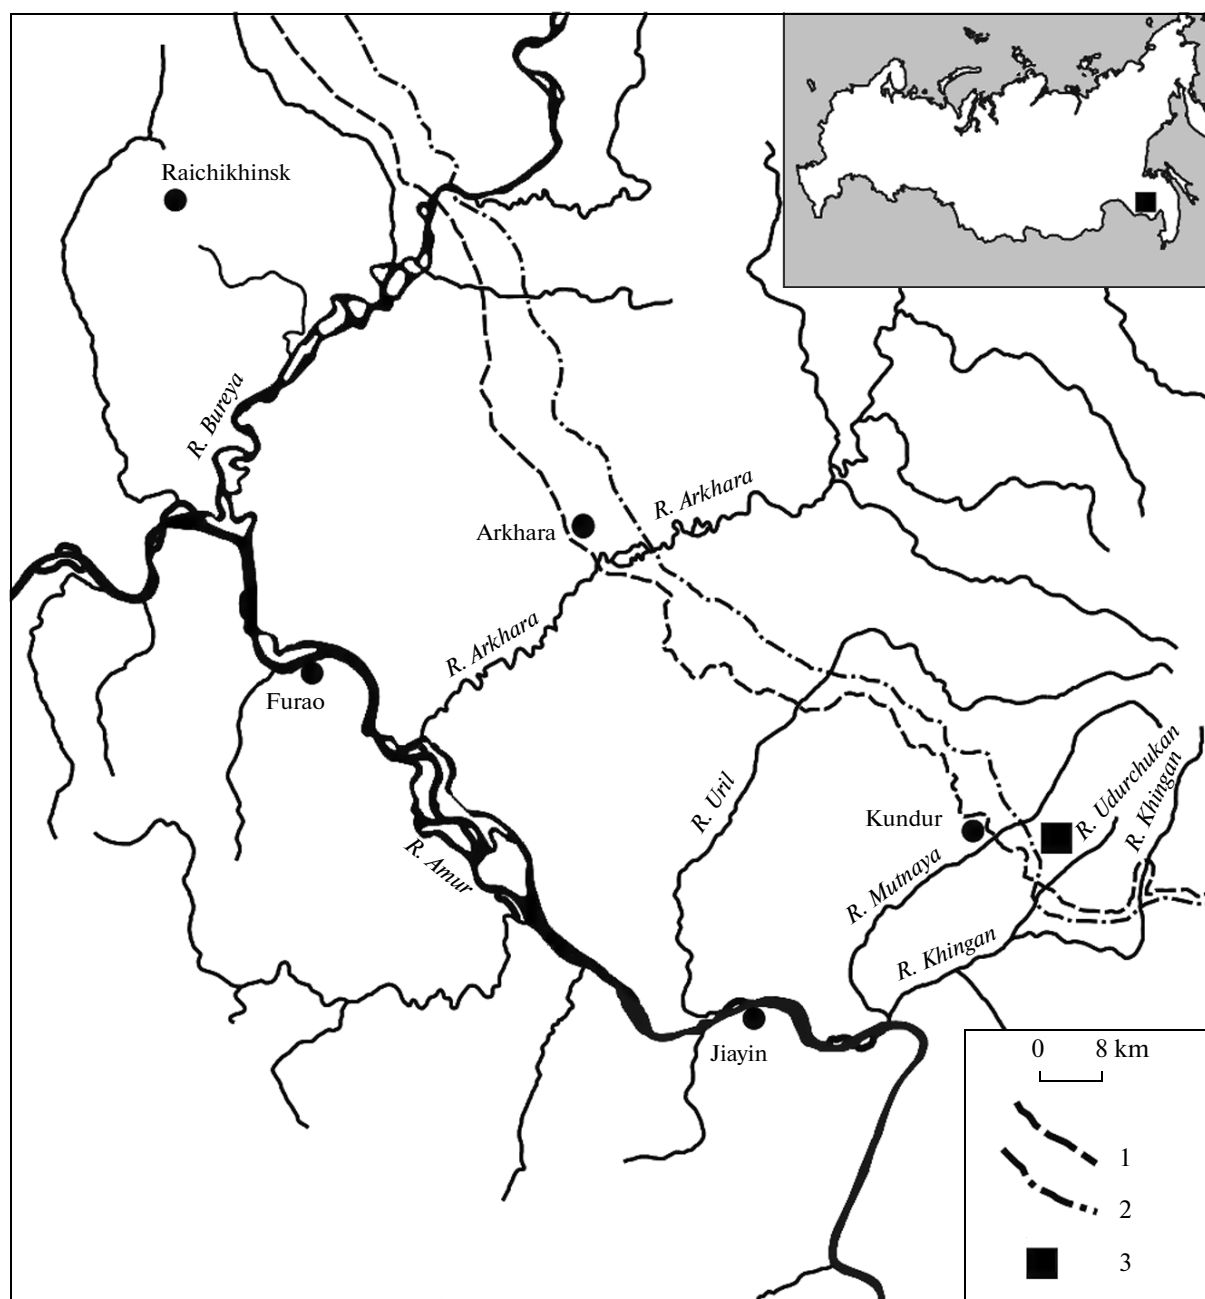 Raichikhinsk
R. Bureya
R. Arkhara
Arkhara
R. Arkhara
Furao
R. Uril
R. Udurchukan
R. Khingan
Kundur
R. Amur
R. Mutnaya
R. Khingan
Jiayin
0 8 km
1
2
3